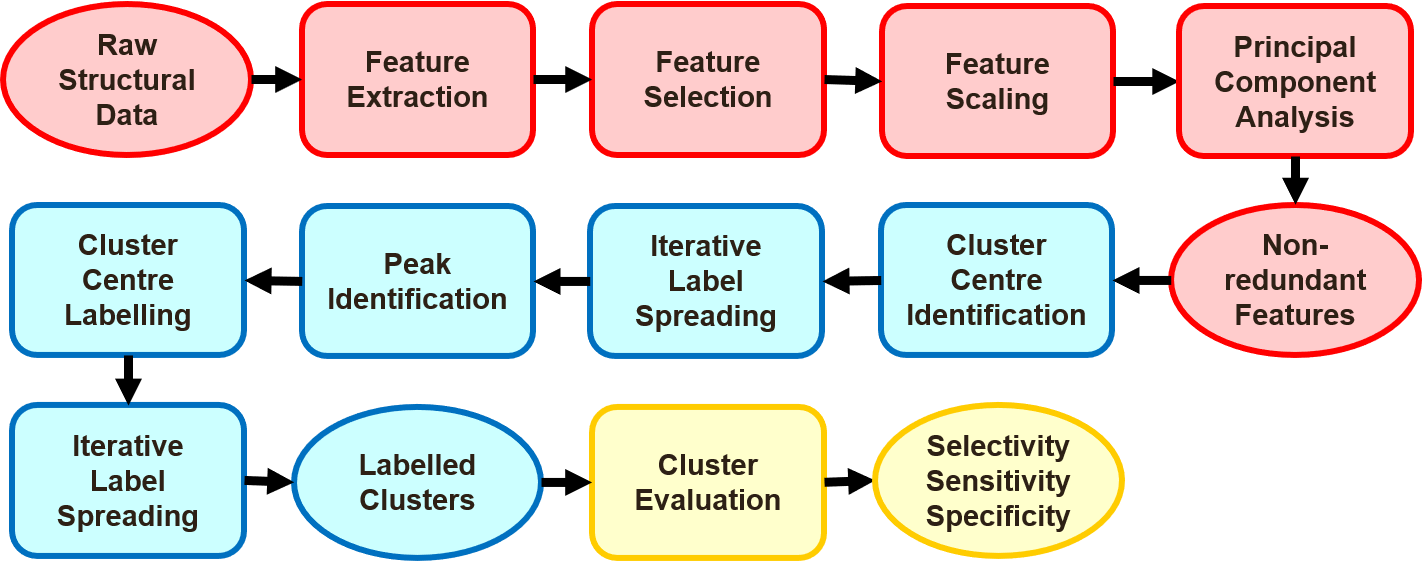 Raw
Structural
Data
Feature
Extraction
Feature
Selection
Feature
Scaling
Principal
Component
Analysis
Non-
redundant
Features
Cluster
Centre
Identification
Iterative
Label
Spreading
Peak
Identification
Cluster
Centre
Labelling
Iterative
Label
Spreading
Labelled
Clusters
Cluster
Evaluation
Selectivity
Sensitivity
Specificity